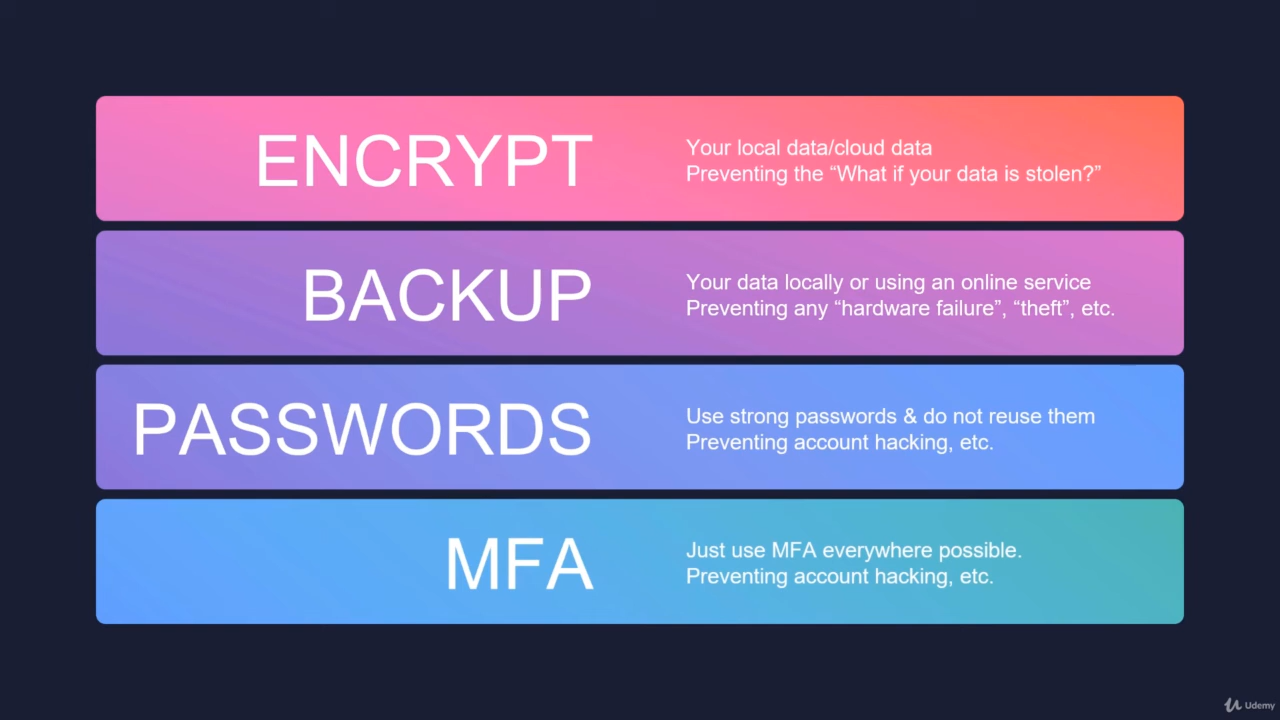 ENCRYPT
Your local data/cloud data
Preventing the “What if your data is stolen?”
BACKUP
Your data locally or using an online service
Preventing any “hardware failure”, “theft”, etc.
PASSWORDS
Use strong passwords & do not reuse them
Preventing account hacking, etc.
MFA
Just use MFA everywhere possible.
Preventing account hacking, etc.
Udemy